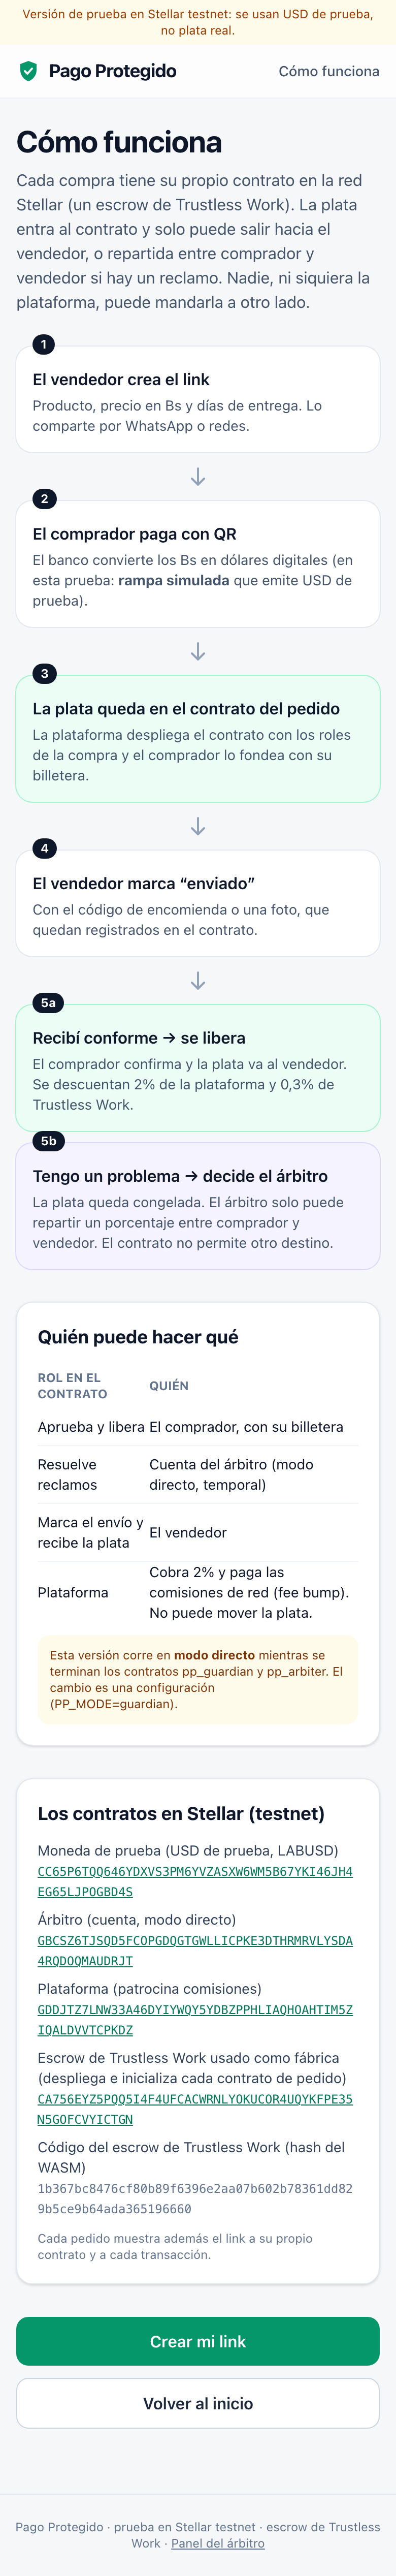 Versión de prueba en Stellar testnet: se usan USD de prueba,
no plata real.
Pago Protegido
Cómo funciona
Cómo funciona
Cada compra tiene su propio contrato en la red
Stellar (un escrow de Trustless Work). La plata
entra al contrato y solo puede salir hacia el
vendedor, o repartida entre comprador y
vendedor si hay un reclamo. Nadie, ni siquiera la
plataforma, puede mandarla a otro lado.
1
El vendedor crea el link
Producto, precio en Bs y días de entrega. Lo
comparte por WhatsApp o redes.
↓
2
El comprador paga con QR
El banco convierte los Bs en dólares digitales (en
esta prueba: rampa simulada que emite USD de
prueba).
↓
3
La plata queda en el contrato del pedido
La plataforma despliega el contrato con los roles
de la compra y el comprador lo fondea con su
billetera.
↓
4
El vendedor marca “enviado”
Con el código de encomienda o una foto, que
quedan registrados en el contrato.
↓
5a
Recibí conforme → se libera
El comprador confirma y la plata va al vendedor.
Se descuentan 2% de la plataforma y 0,3% de
Trustless Work.
5b
Tengo un problema → decide el árbitro
La plata queda congelada. El árbitro solo puede
repartir un porcentaje entre comprador y
vendedor. El contrato no permite otro destino.
Quién puede hacer qué
ROL EN EL
CONTRATO
QUIÉN
Aprueba y libera El comprador, con su billetera
Resuelve
reclamos
Cuenta del árbitro (modo
directo, temporal)
Marca el envío y
recibe la plata
El vendedor
Plataforma
Cobra 2% y paga las
comisiones de red (fee bump).
No puede mover la plata.
Esta versión corre en modo directo mientras se
terminan los contratos pp_guardian y pp_arbiter. El
cambio es una configuración
(PP_MODE=guardian).
Los contratos en Stellar (testnet)
Moneda de prueba (USD de prueba, LABUSD)
CC65P6TQQ646YDXVS3PM6YVZASXW6WM5B67YKI46JH4
EG65LJPOGBD4S
Árbitro (cuenta, modo directo)
GBCSZ6TJSQD5FCOPGDQGTGWLLICPKE3DTHRMRVLYSDA
4RQDOQMAUDRJT
Plataforma (patrocina comisiones)
GDDJTZ7LNW33A46DYIYWQY5YDBZPPHLIAQHOAHTIM5Z
IQALDVVTCPKDZ
Escrow de Trustless Work usado como fábrica
(despliega e inicializa cada contrato de pedido)
CA756EYZ5PQQ5I4F4UFCACWRNLYOKUCOR4UQYKFPE35
N5GOFCVYICTGN
Código del escrow de Trustless Work (hash del
WASM)
1b367bc8476cf80b89f6396e2aa07b602b78361dd82
9b5ce9b64ada365196660
Cada pedido muestra además el link a su propio
contrato y a cada transacción.
Crear mi link
Volver al inicio
Pago Protegido · prueba en Stellar testnet · escrow de Trustless
Work · Panel del árbitro